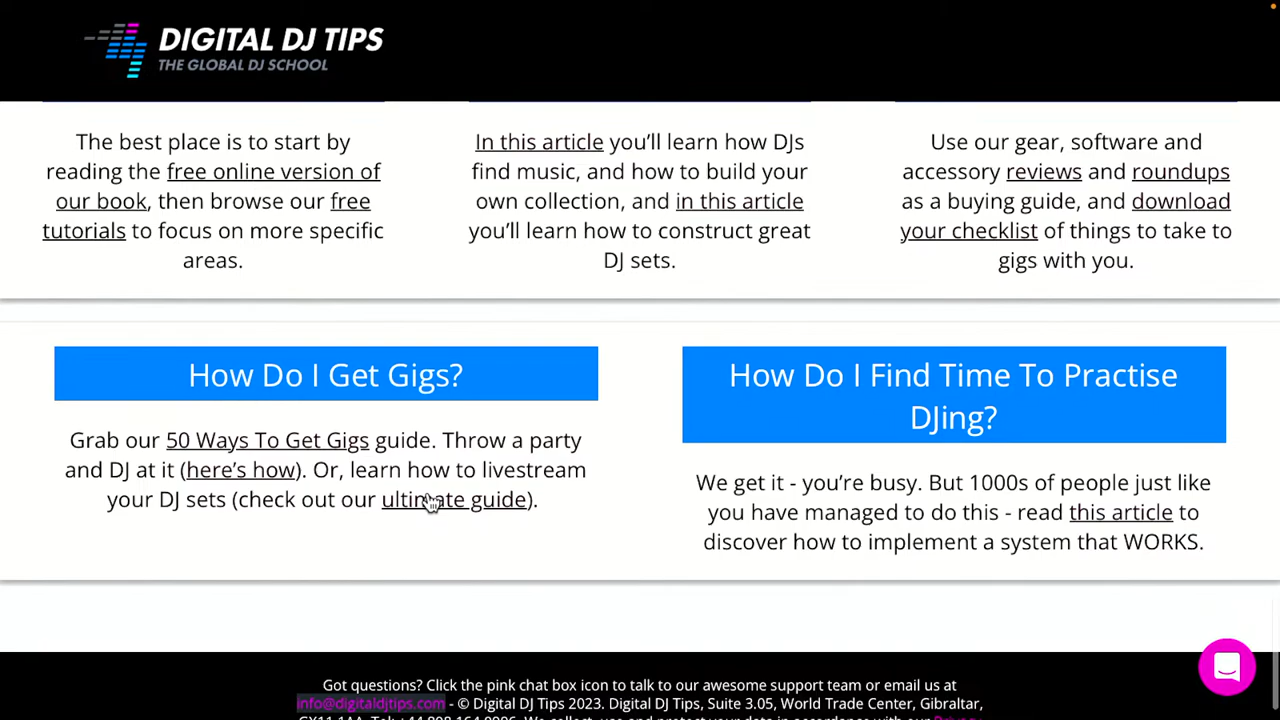 DIGITAL DJ TIPS
THE GLOBAL DJ SCHOOL
The best place is to start by
reading the free online version of
our book, then browse our free
tutorials to focus on more specific
areas.
In this article you’ll learn how DJs
find music, and how to build your
own collection, and in this article
you’ll learn how to construct great
DJ sets.
Use our gear, software and
accessory reviews and roundups
as a buying guide, and download
your checklist of things to take to
gigs with you.
How Do I Get Gigs?
Grab our 50 Ways To Get Gigs guide. Throw a party
and DJ at it (here’s how). Or, learn how to livestream
your DJ sets (check out our ultimate guide).
How Do I Find Time To Practise
DJing?
We get it - you’re busy. But 1000s of people just like
you have managed to do this - read this article to
discover how to implement a system that WORKS.
Got questions? Click the pink chat box icon to talk to our awesome support team or email us at
info@digitaldjtips.com - © Digital DJ Tips 2023. Digital DJ Tips, Suite 3.05, World Trade Center, Gibraltar,